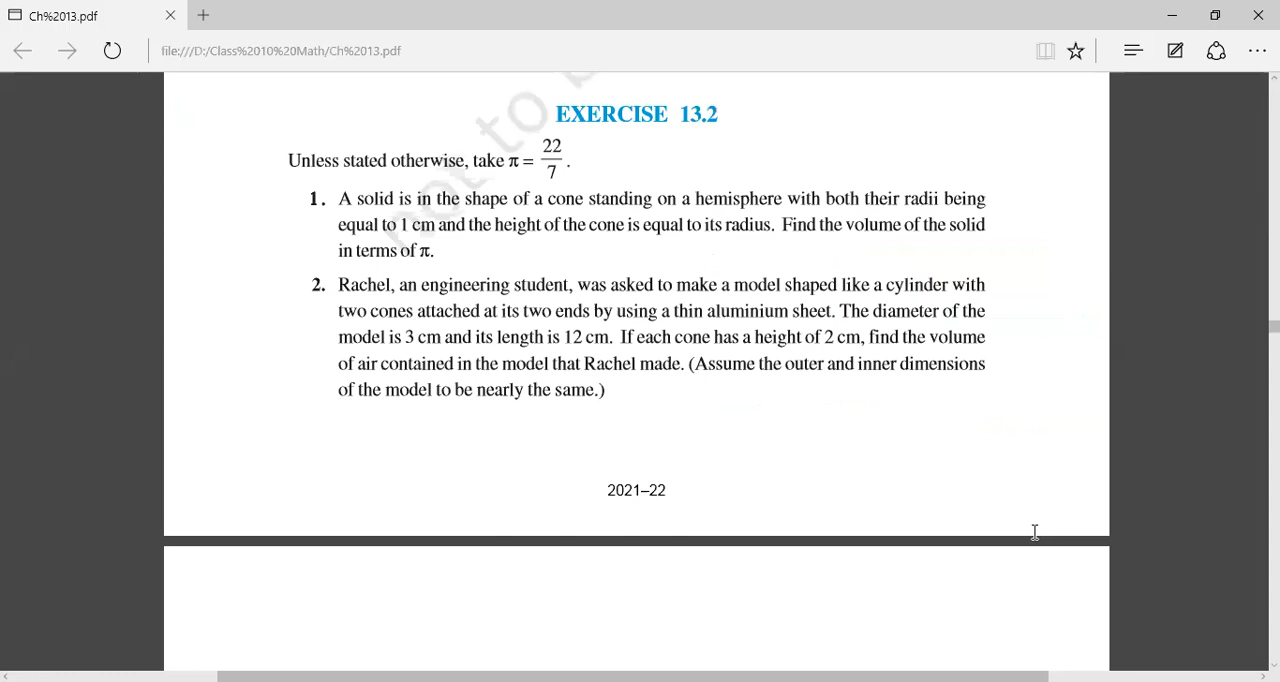 Ch%2013.pdf
file:///D:/Class%2010%20Math/Ch%2013.pdf
not to b
EXERCISE 13.2
Unless stated otherwise, take π = 22/7.
1. A solid is in the shape of a cone standing on a hemisphere with both their radii being
equal to 1 cm and the height of the cone is equal to its radius. Find the volume of the solid
in terms of π.
2. Rachel, an engineering student, was asked to make a model shaped like a cylinder with
two cones attached at its two ends by using a thin aluminium sheet. The diameter of the
model is 3 cm and its length is 12 cm. If each cone has a height of 2 cm, find the volume
of air contained in the model that Rachel made. (Assume the outer and inner dimensions
of the model to be nearly the same.)
2021–22